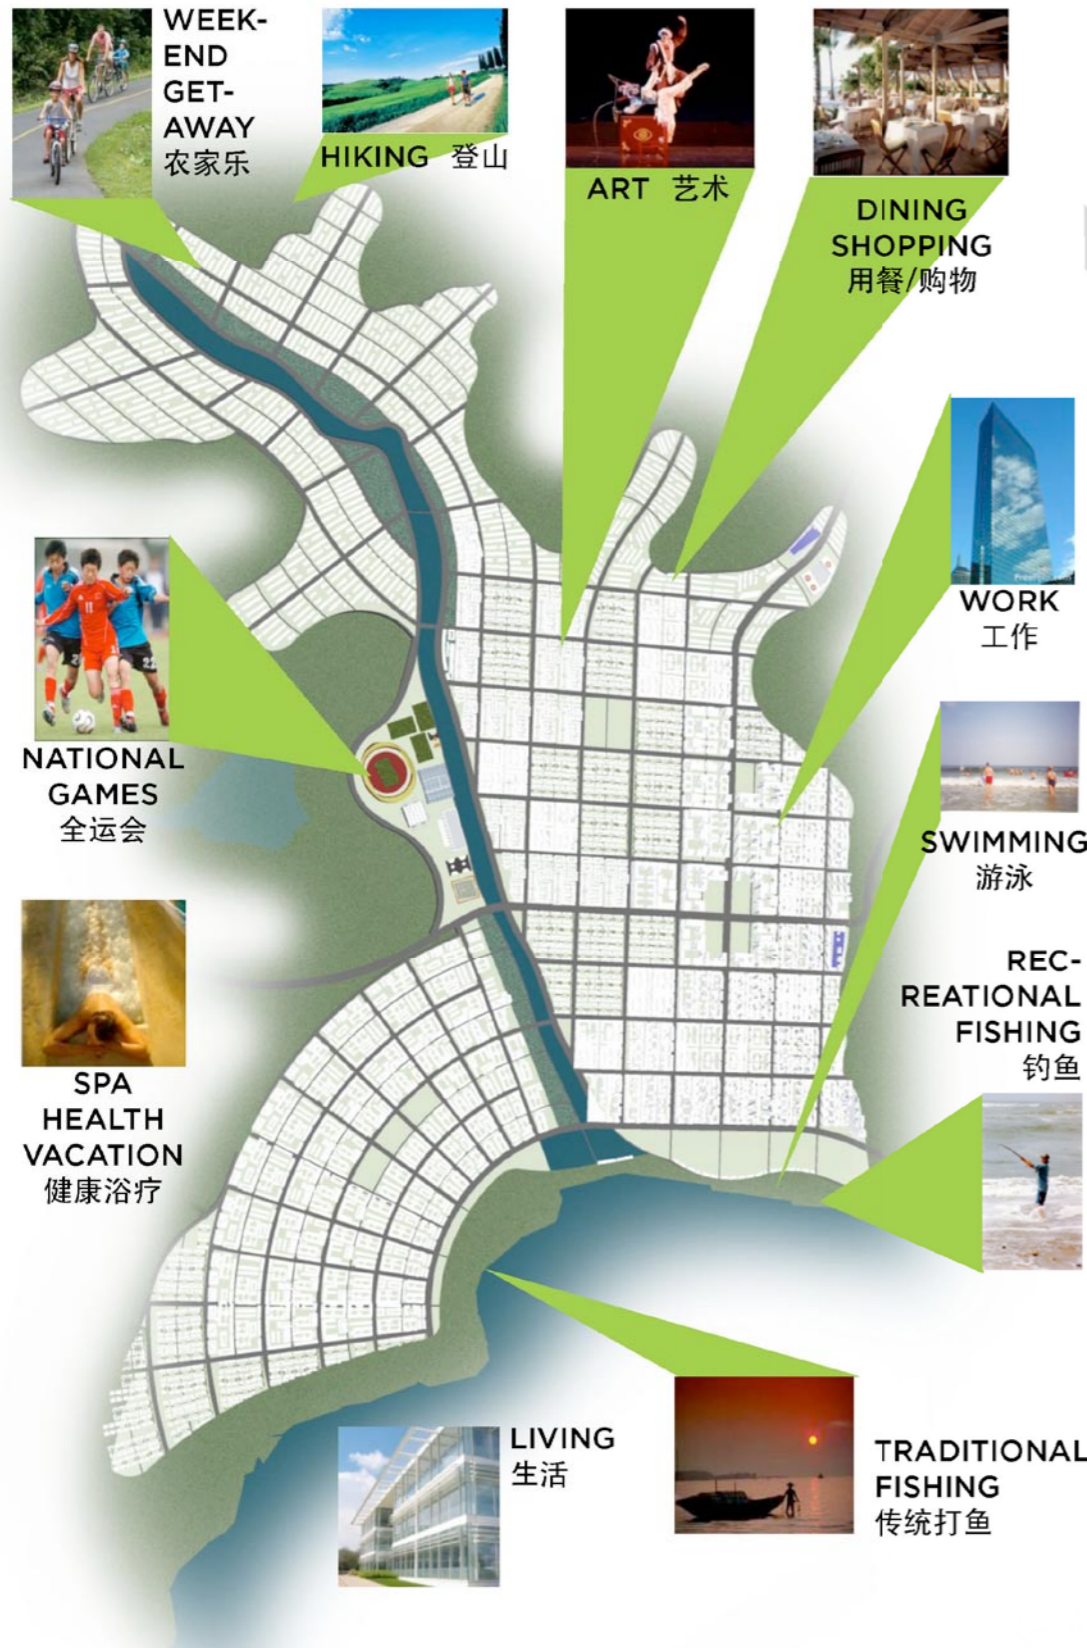 WEEK-
END
GET-
AWAY
农家乐
HIKING 登山
ART 艺术
DINING
SHOPPING
用餐/购物
WORK
工作
NATIONAL
GAMES
全运会
SWIMMING
游泳
REC-
REATIONAL
FISHING
钓鱼
SPA
HEALTH
VACATION
健康浴疗
LIVING
生活
TRADITIONAL
FISHING
传统打鱼